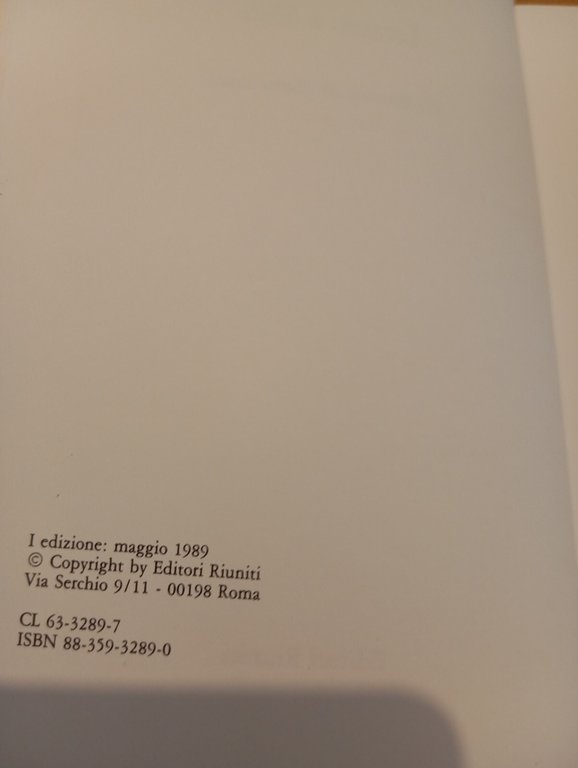 I edizione: maggio 1989
© Copyright by Editori Riuniti
Via Serchio 9/11 - 00198 Roma
CL 63-3289-7
ISBN 88-359-3289-0